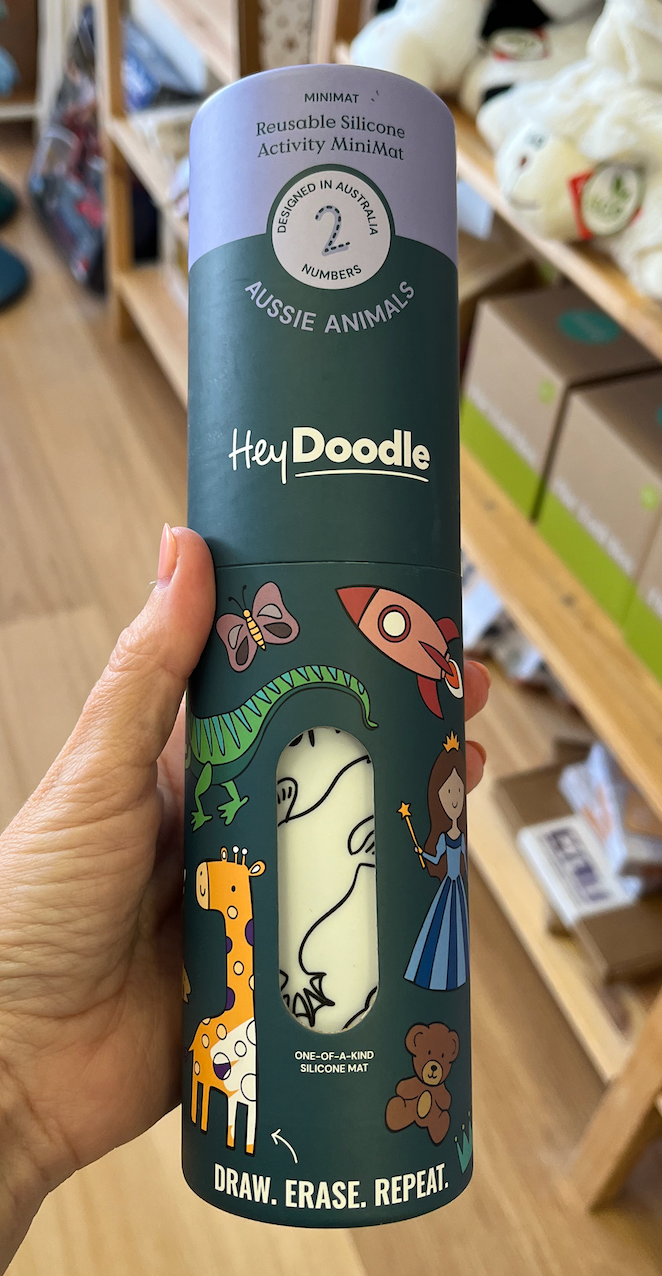 MINIMAT
Reusable Silicone
Activity MiniMat
DESIGNED IN AUSTRALIA
2
NUMBERS
AUSSIE ANIMALS
Hey Doodle
ONE-OF-A-KIND
SILICONE MAT
DRAW. ERASE. REPEAT.